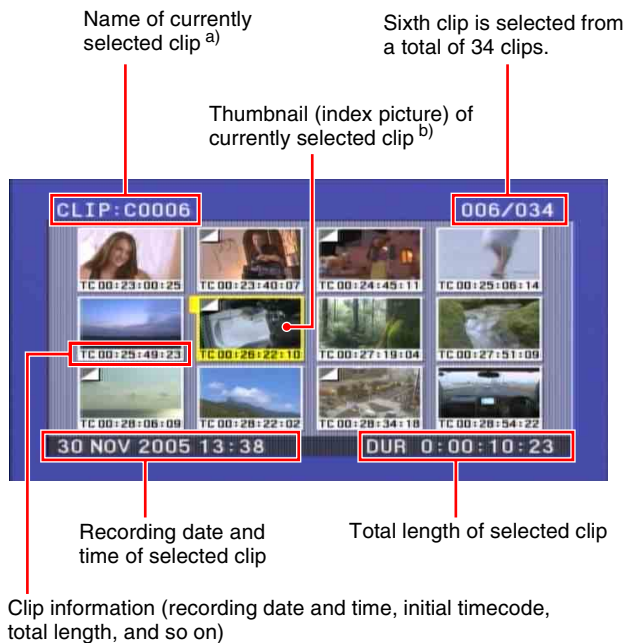 Name of currently
selected clip a)
Sixth clip is selected from
a total of 34 clips.
Thumbnail (index picture) of
currently selected clip b)
CLIP:C0006
006/034
TC 00:23:00:25
TC 00:23:40:07
TC 00:24:45:11
TC 00:25:06:14
TC 00:25:49:23
TC 00:26:22:10
TC 00:27:19:04
TC 00:27:51:09
TC 00:28:06:09
TC 00:28:22:02
TC 00:28:34:18
TC 00:28:54:22
30 NOV 2005 13:38
DUR 0:00:10:23
Recording date and
time of selected clip
Total length of selected clip
Clip information (recording date and time, initial timecode,
total length, and so on)